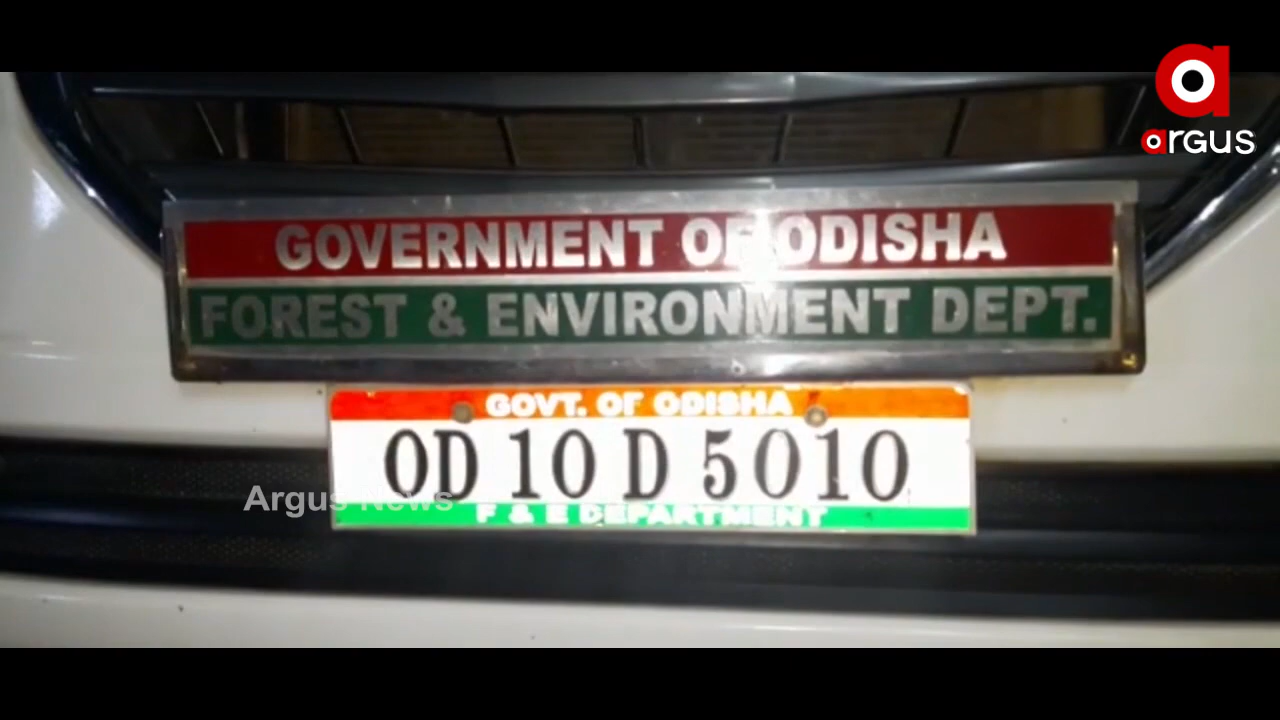 argus
GOVERNMENT OF ODISHA
FOREST & ENVIRONMENT DEPT.
GOVT. OF ODISHA
OD 10 D 5010
Argus News
F & E DEPARTMENT